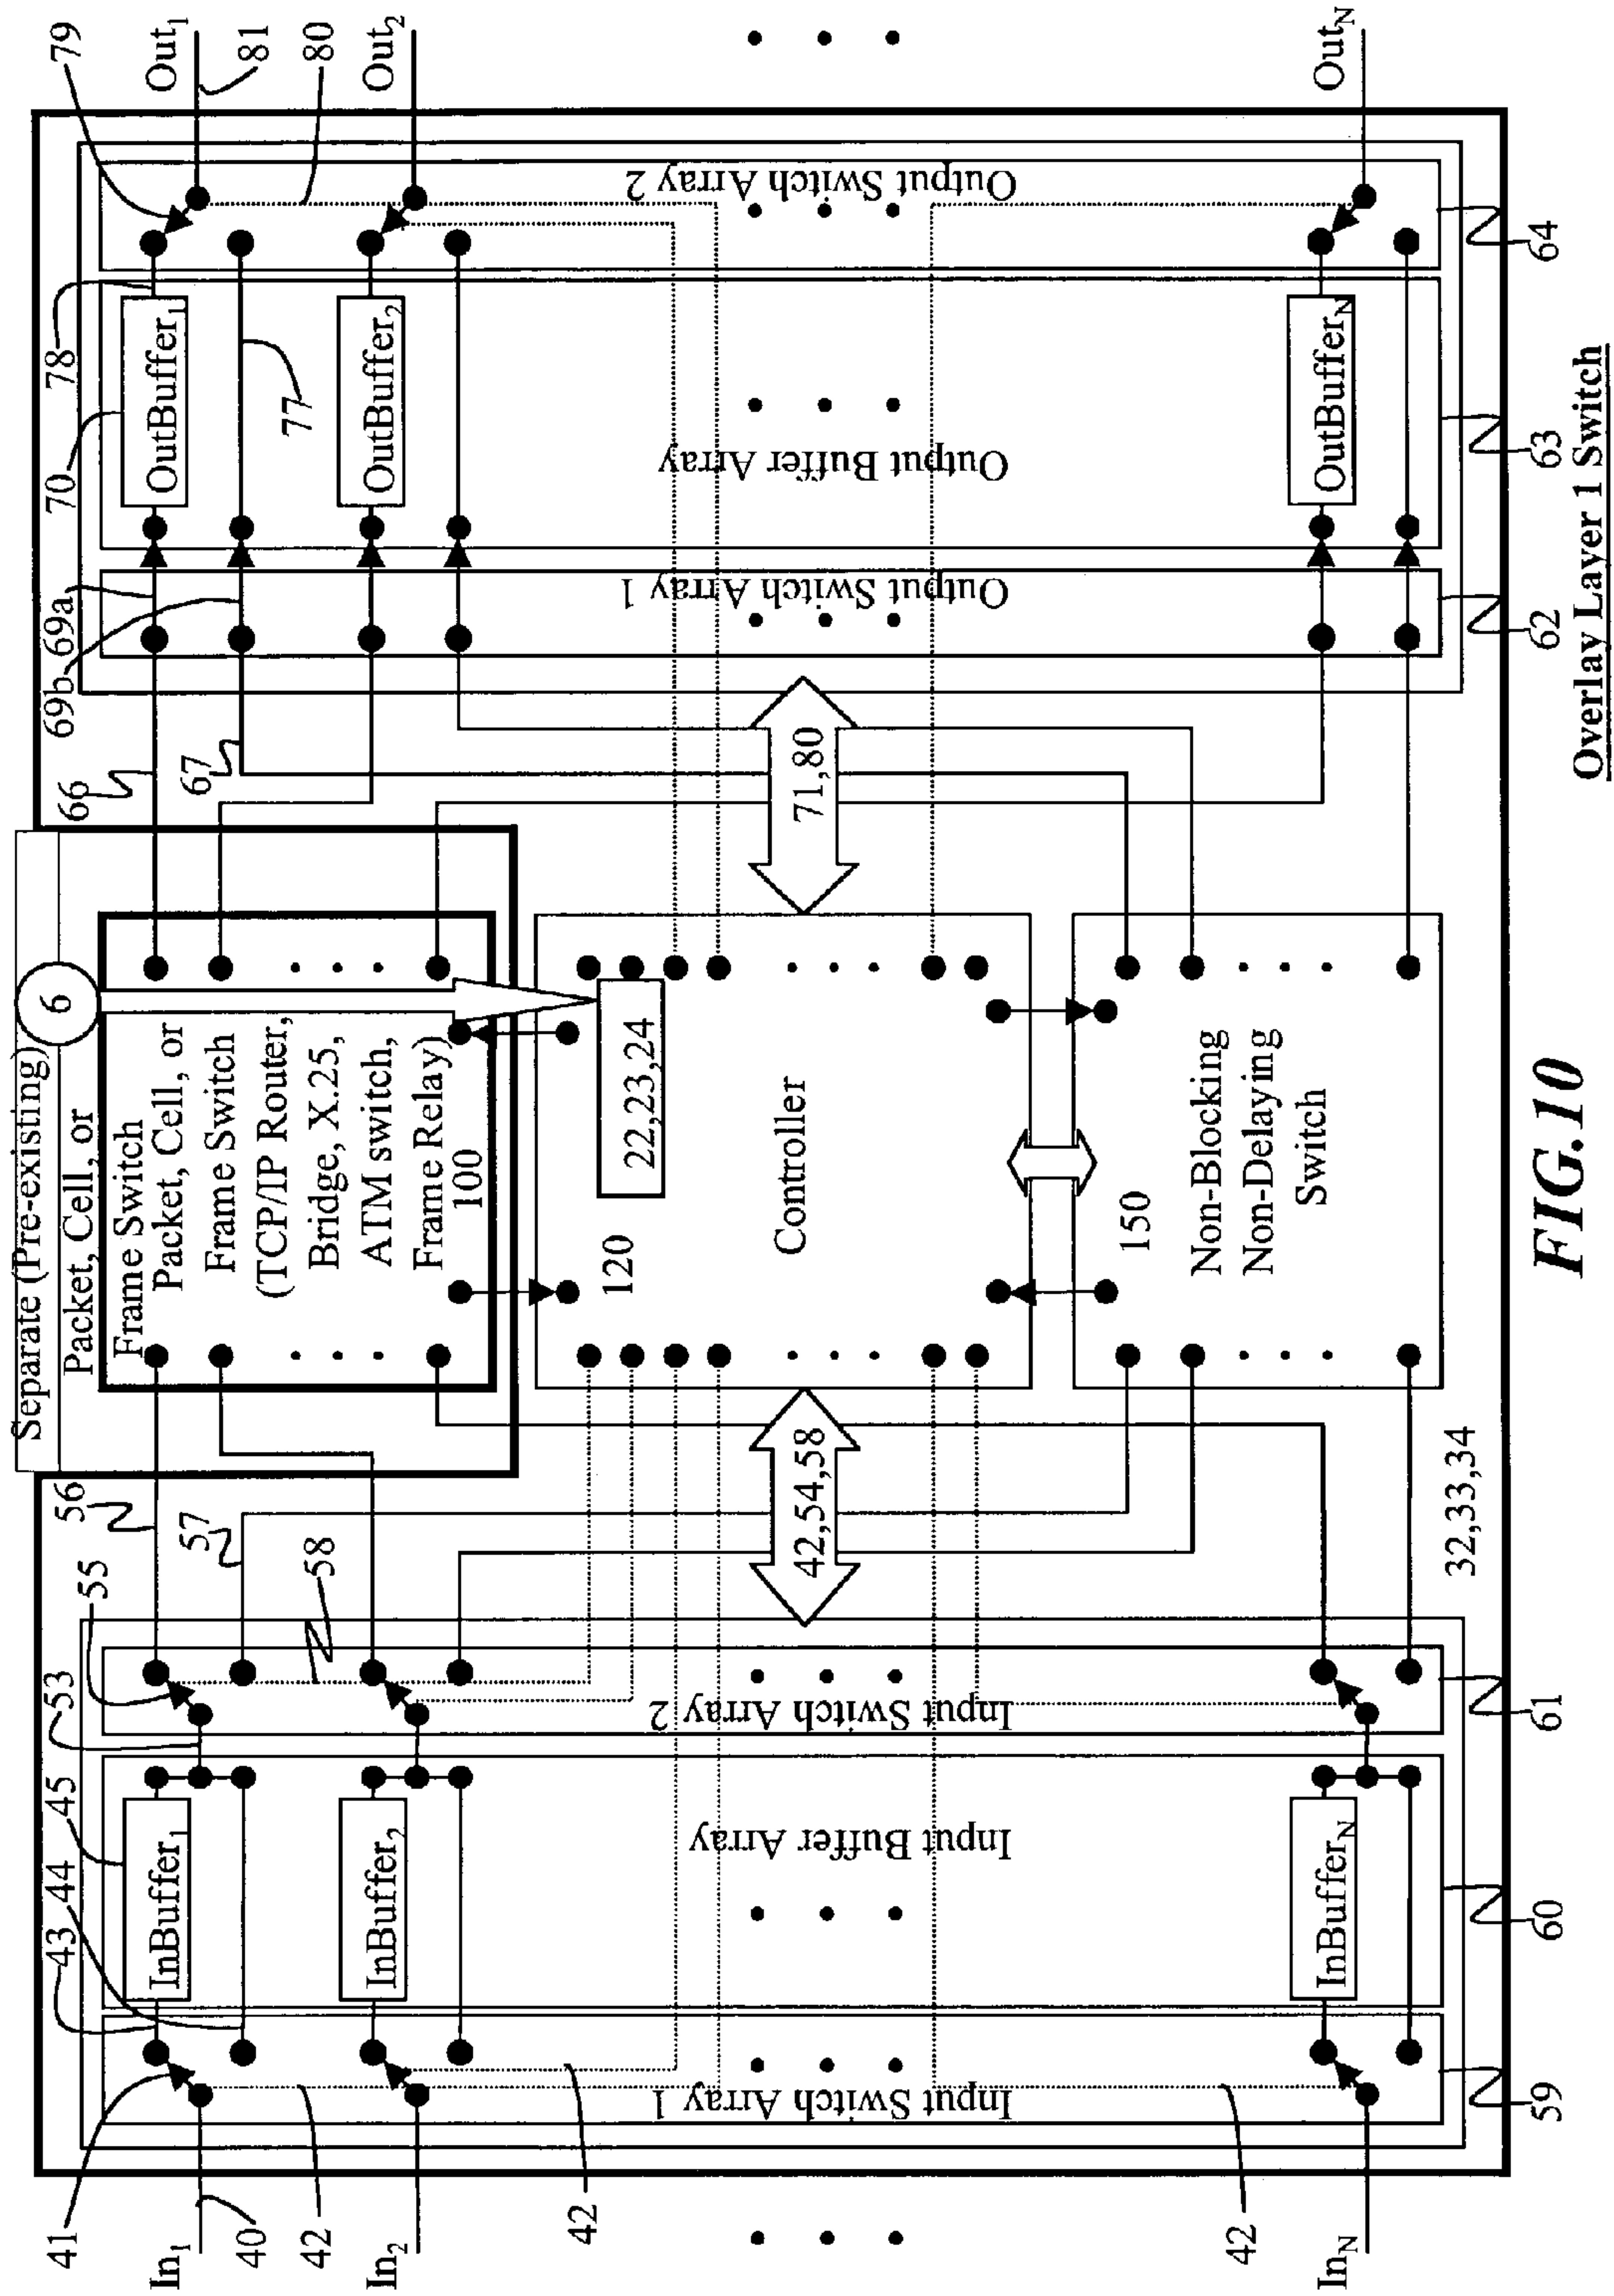 Separate (Pre-existing)
Packet, Cell, or
Frame Switch
6
Packet, Cell, or
Frame Switch
(TCP/IP Router,
Bridge, X.25,
ATM switch,
Frame Relay)
100
41
In₁
40
42
In₂
42
42
In_N
43
44
45
53
55
56
57
58
InBuffer₁
InBuffer₂
InBuffer_N
Input Switch Array 1
Input Buffer Array
Input Switch Array 2
59
60
61
42,54,58
32,33,34
120
22,23,24
Controller
150
Non-Blocking
Non-Delaying
Switch
71,80
66
67
69b
69a
70
78
77
79
Out₁
81
80
Out₂
Out_N
OutBuffer₁
OutBuffer₂
OutBuffer_N
Output Switch Array 1
Output Buffer Array
Output Switch Array 2
62
63
64
Overlay Layer 1 Switch
FIG.10